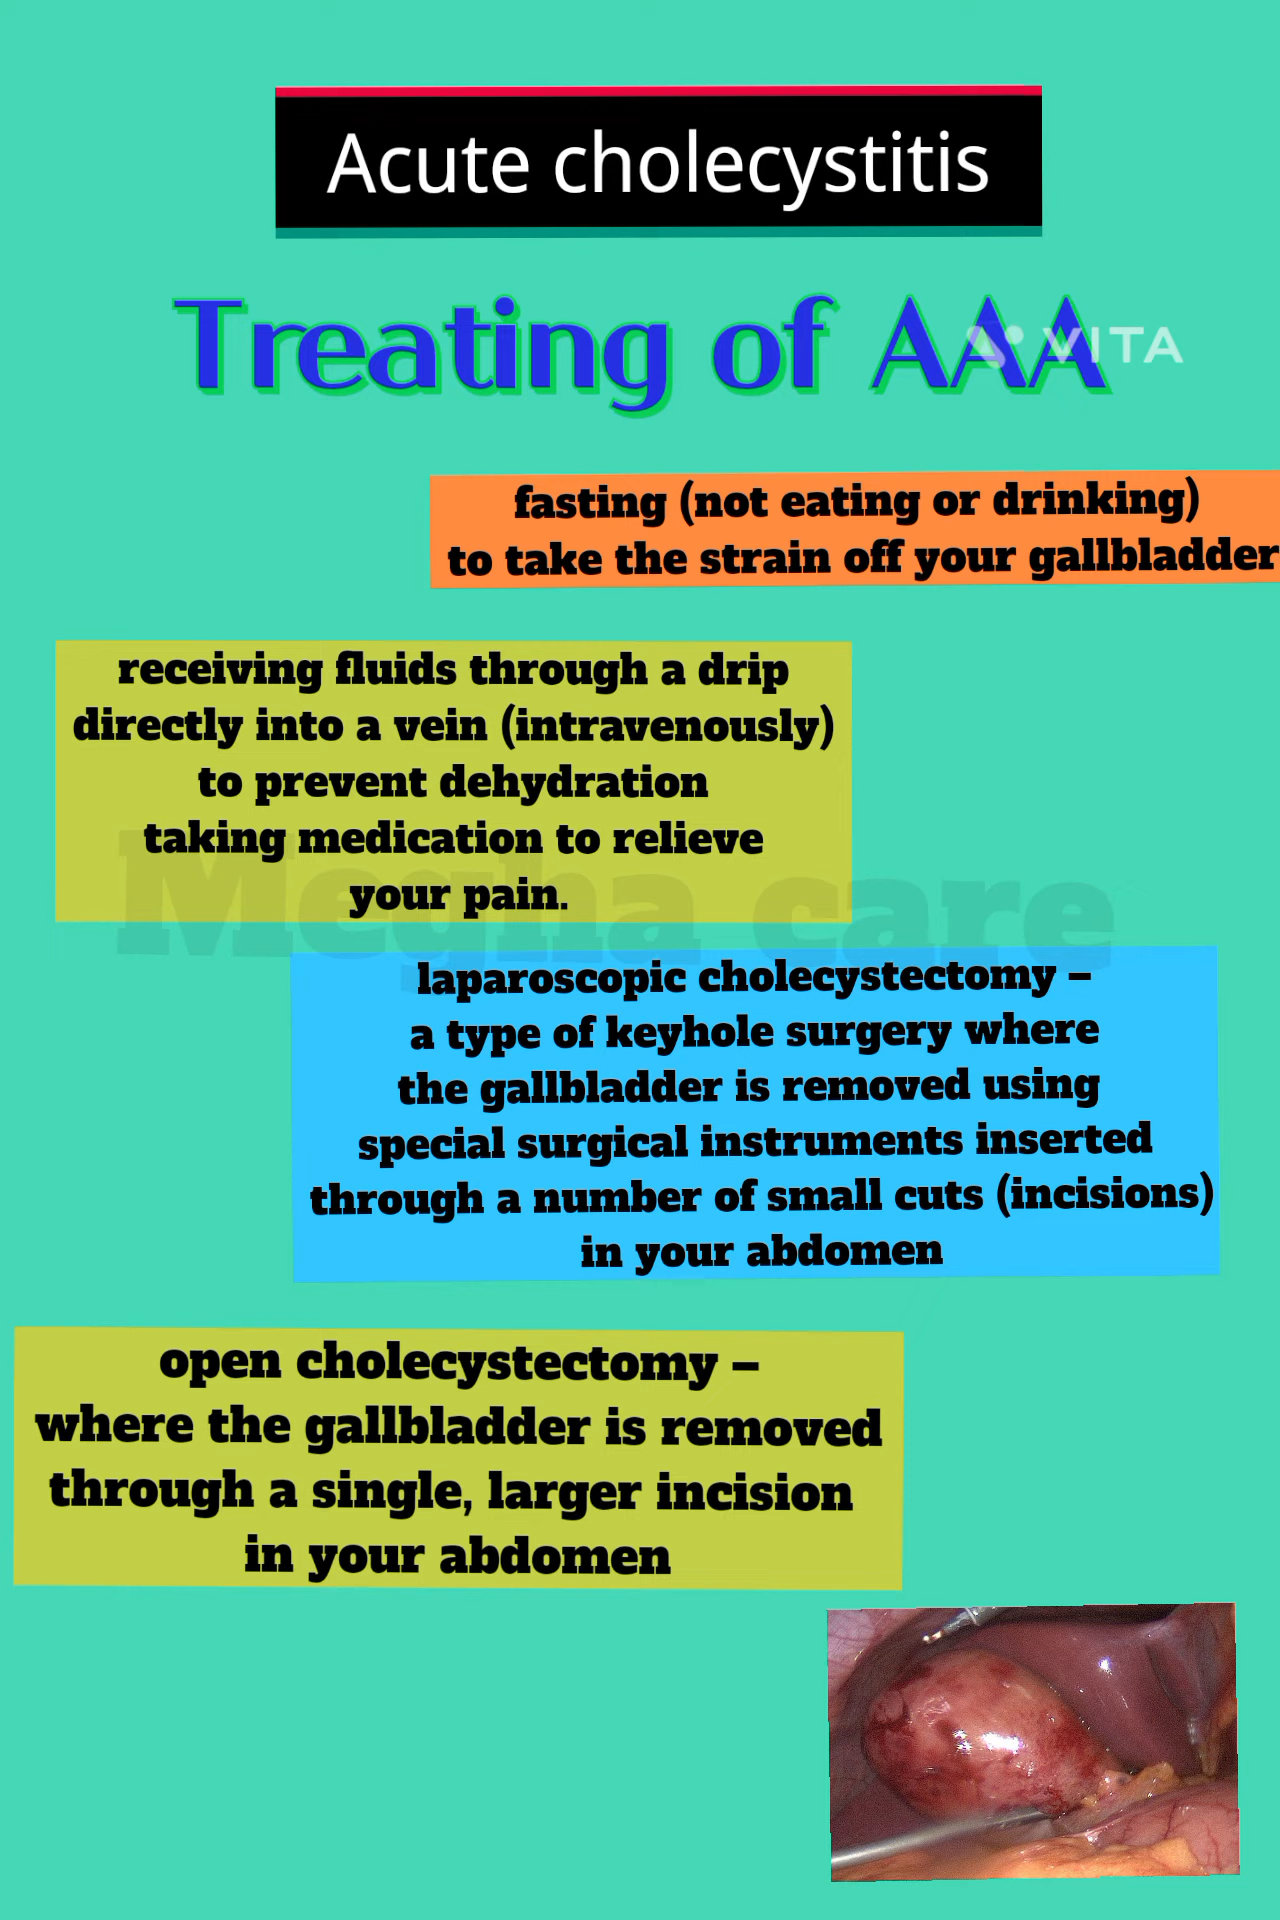 Acute cholecystitis
Treating of AAA
VITA
fasting (not eating or drinking)
to take the strain off your gallbladder
receiving fluids through a drip
directly into a vein (intravenously)
to prevent dehydration
taking medication to relieve
your pain.
Megha care
laparoscopic cholecystectomy –
a type of keyhole surgery where
the gallbladder is removed using
special surgical instruments inserted
through a number of small cuts (incisions)
in your abdomen
open cholecystectomy –
where the gallbladder is removed
through a single, larger incision
in your abdomen